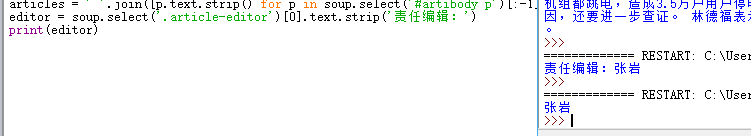 articles = ' '.join([p.text.strip() for p in soup.select('#artibody p')[:-1]
editor = soup.select('.article-editor')[0].text.strip('责任编辑：')
print(editor)
机组都跳电，造成3.5万户用户停
因，还要进一步查证。 林德福表
。
>>>
============= RESTART: C:\User
责任编辑：张岩
>>>
============= RESTART: C:\User
张岩
>>>